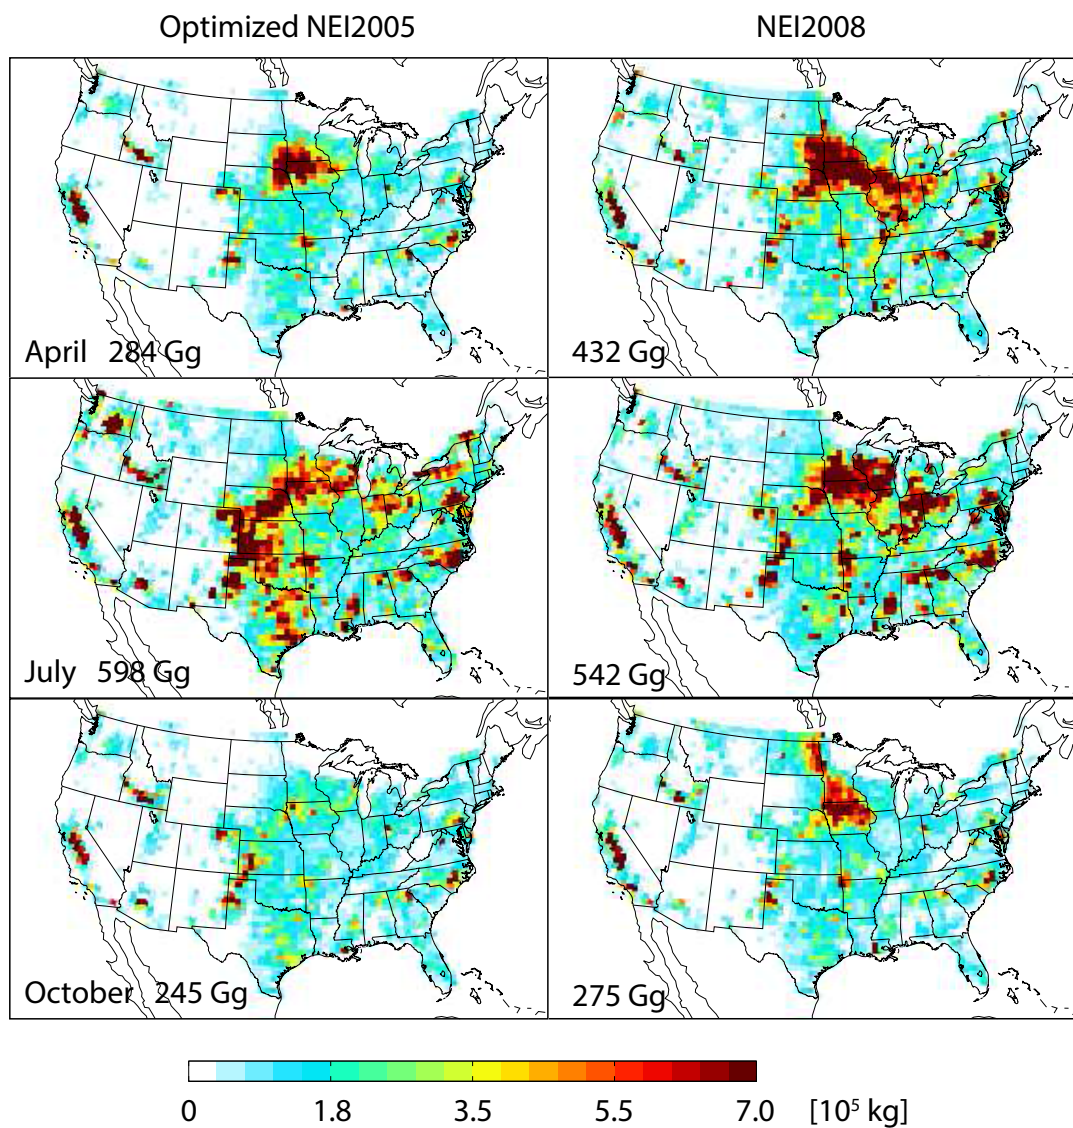 Optimized NEI2005 NEI2008
April 284 Gg 432 Gg
July 598 Gg 542 Gg
October 245 Gg 275 Gg
0 1.8 3.5 5.5 7.0 [10⁵ kg]